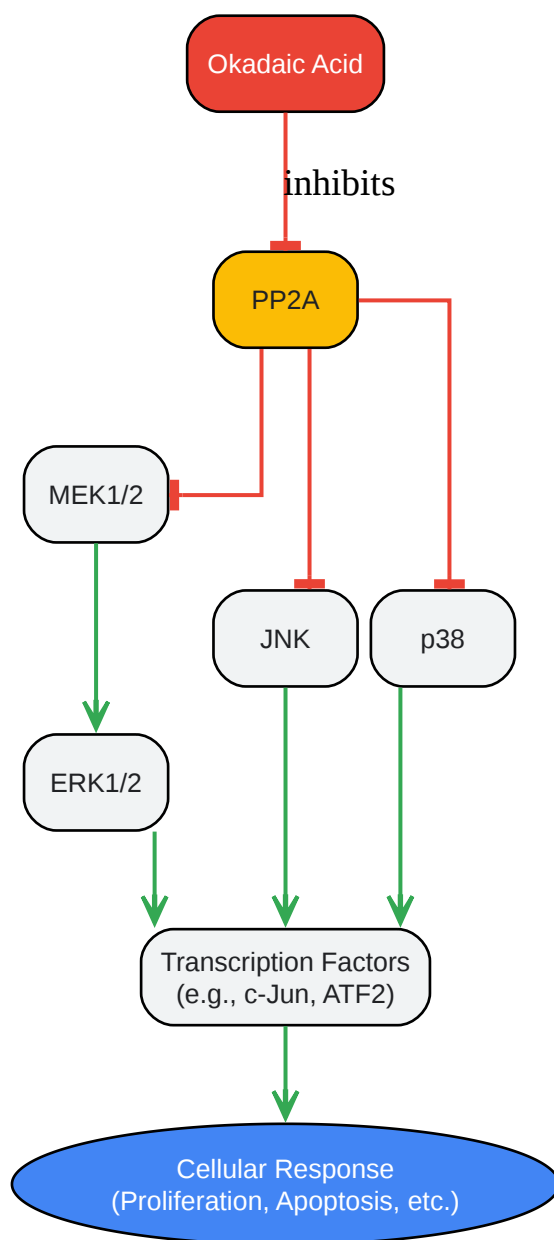 Okadaic Acid
inhibits
PP2A
MEK1/2
JNK
p38
ERK1/2
Transcription Factors
(e.g., c-Jun, ATF2)
Cellular Response
(Proliferation, Apoptosis, etc.)